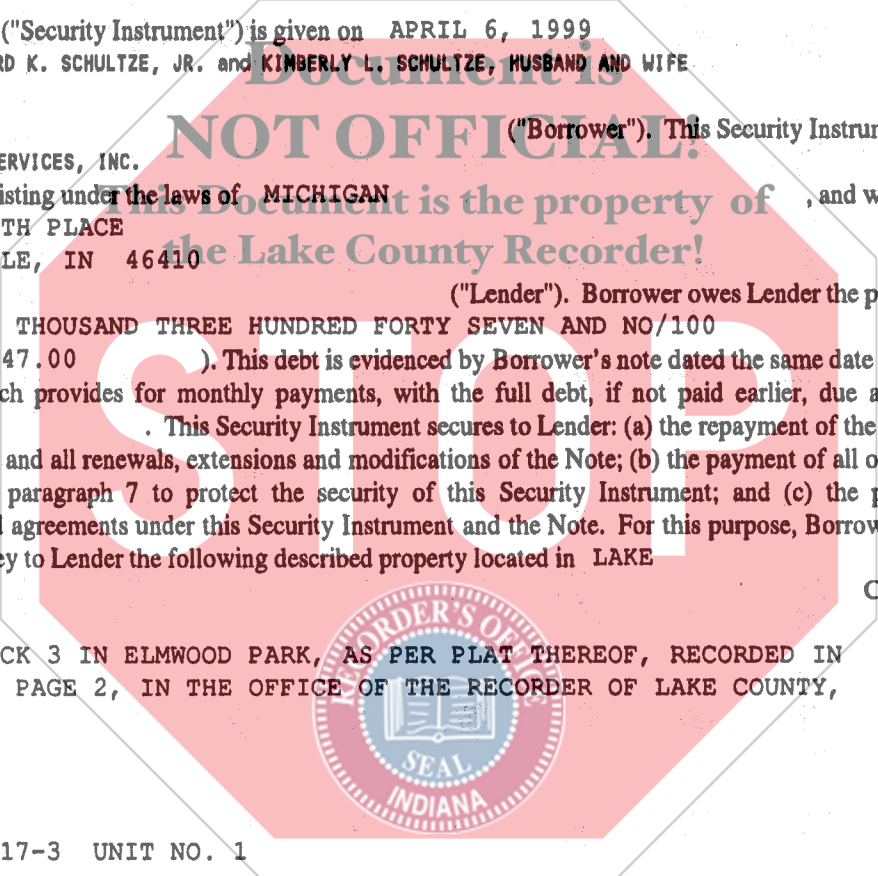 ("Security Instrument") is given on APRIL 6, 1999
RD K. SCHULTZE, JR. and KIMBERLY L. SCHULTZE, HUSBAND AND WIFE
Document is
NOT OFFICIAL!
("Borrower"). This Security Instrum
ERVICES, INC.
isting under the laws of MICHIGAN , and w
This Document is the property of
TH PLACE
the Lake County Recorder!
LE, IN 46410
("Lender"). Borrower owes Lender the p
THOUSAND THREE HUNDRED FORTY SEVEN AND NO/100
47.00 ). This debt is evidenced by Borrower's note dated the same date
ch provides for monthly payments, with the full debt, if not paid earlier, due a
. This Security Instrument secures to Lender: (a) the repayment of the
STOP
and all renewals, extensions and modifications of the Note; (b) the payment of all o
paragraph 7 to protect the security of this Security Instrument; and (c) the p
l agreements under this Security Instrument and the Note. For this purpose, Borrow
ey to Lender the following described property located in LAKE
C
RECORDER'S OFFICE
CK 3 IN ELMWOOD PARK, AS PER PLAT THEREOF, RECORDED IN
PAGE 2, IN THE OFFICE OF THE RECORDER OF LAKE COUNTY,
SEAL
INDIANA
17-3 UNIT NO. 1